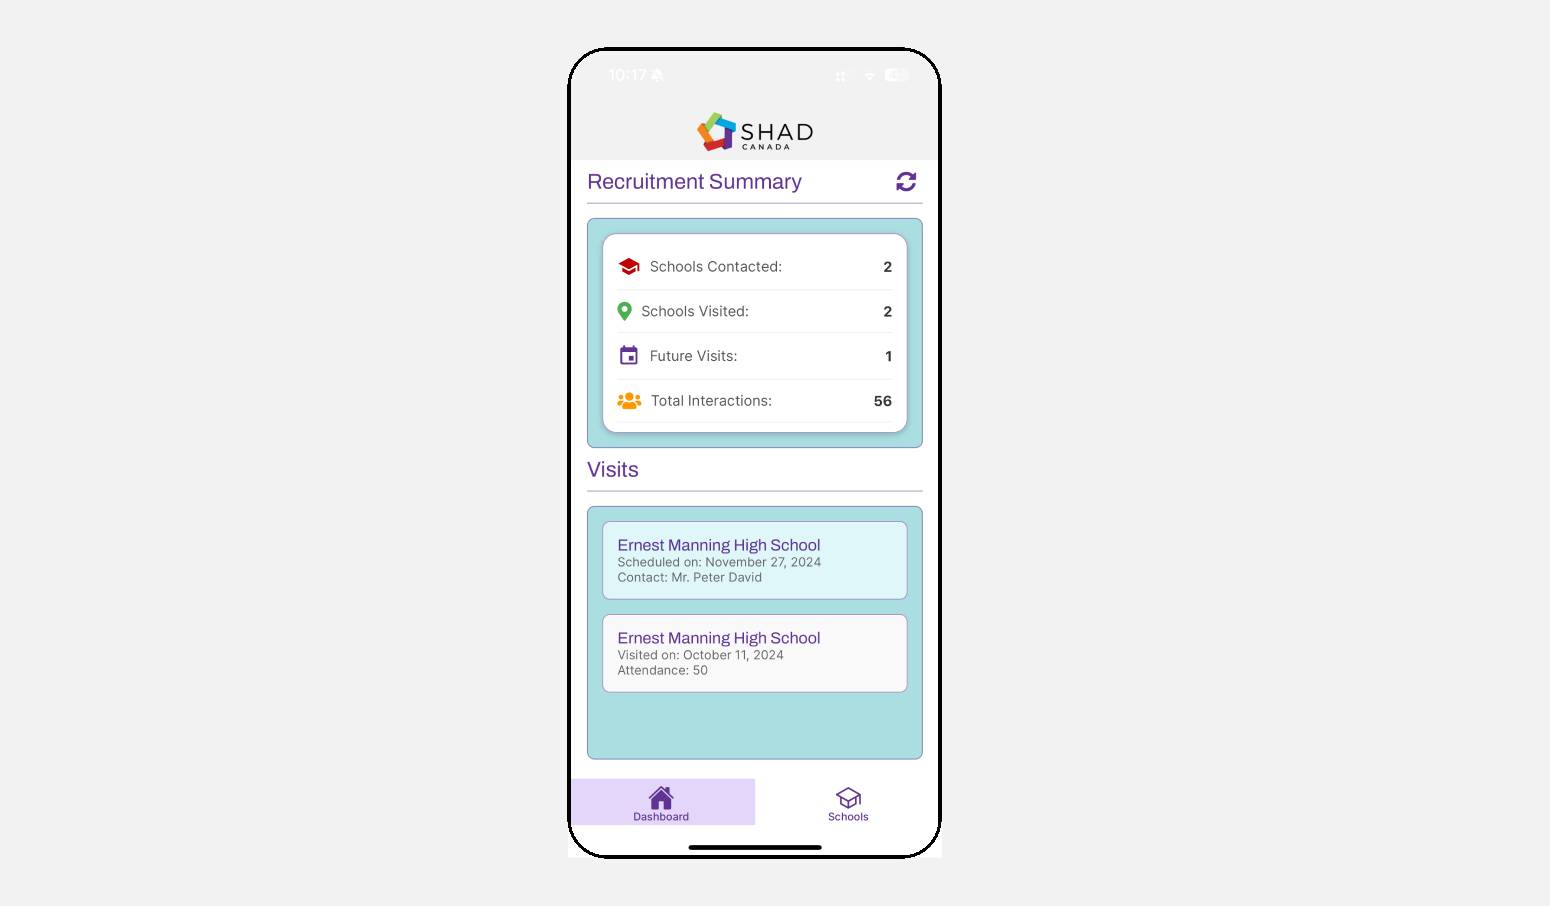 10:17
SHAD
CANADA
Recruitment Summary
Schools Contacted: 2
Schools Visited: 2
Future Visits: 1
Total Interactions: 56
Visits
Ernest Manning High School
Scheduled on: November 27, 2024
Contact: Mr. Peter David
Ernest Manning High School
Visited on: October 11, 2024
Attendance: 50
Dashboard
Schools